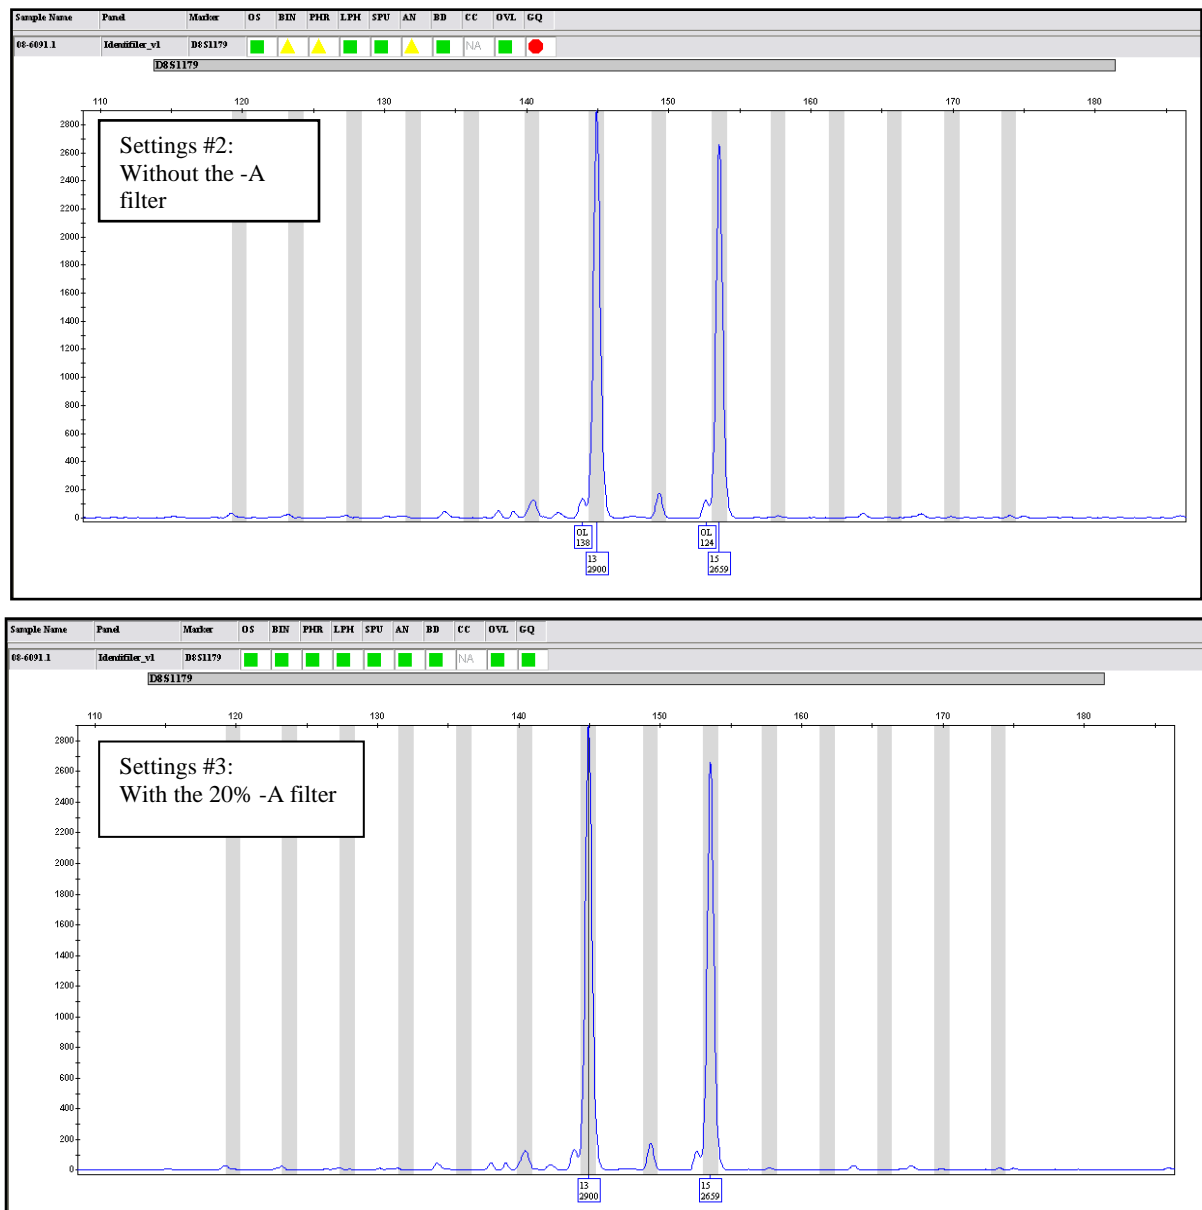 Sample Name Panel Marker OS BIN PHR LPH SPU AN BD CC OVL GQ
08-6091.1 Identifiler_v1 D8S1179 NA
D8S1179
110 120 130 140 150 160 170 180
2800
2600
2400
2200
2000
1800
1600
1400
1200
1000
800
600
400
200
0
Settings #2:
Without the -A
filter
OL
138
OL
124
13
2900
15
2659
Sample Name Panel Marker OS BIN PHR LPH SPU AN BD CC OVL GQ
08-6091.1 Identifiler_v1 D8S1179 NA
D8S1179
110 120 130 140 150 160 170 180
2800
2600
2400
2200
2000
1800
1600
1400
1200
1000
800
600
400
200
0
Settings #3:
With the 20% -A filter
13
2900
15
2659